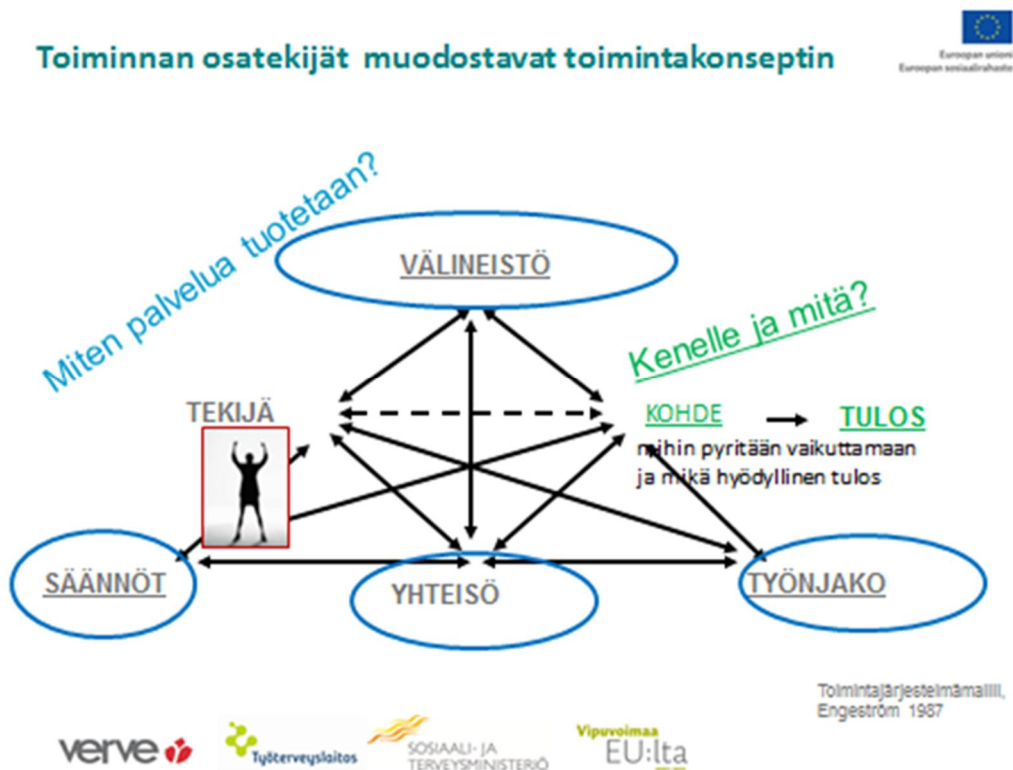 Toiminnan osatekijät muodostavat toimintakonseptin
Euroopan unioni
Euroopan sosiaalirahasto
Miten palvelua tuotetaan?
VÄLINEISTÖ
Kenelle ja mitä?
TEKIJÄ
KOHDE
TULOS
mihin pyritään vaikuttamaan
ja mikä hyödyllinen tulos
SÄÄNNÖT
YHTEISÖ
TYÖNJAKO
Toimintajärjestelmämallli,
Engeström 1987
verve
Työterveyslaitos
SOSIAALI- JA
TERVEYSMINISTERIÖ
Vipuvoimaa
EU:lta